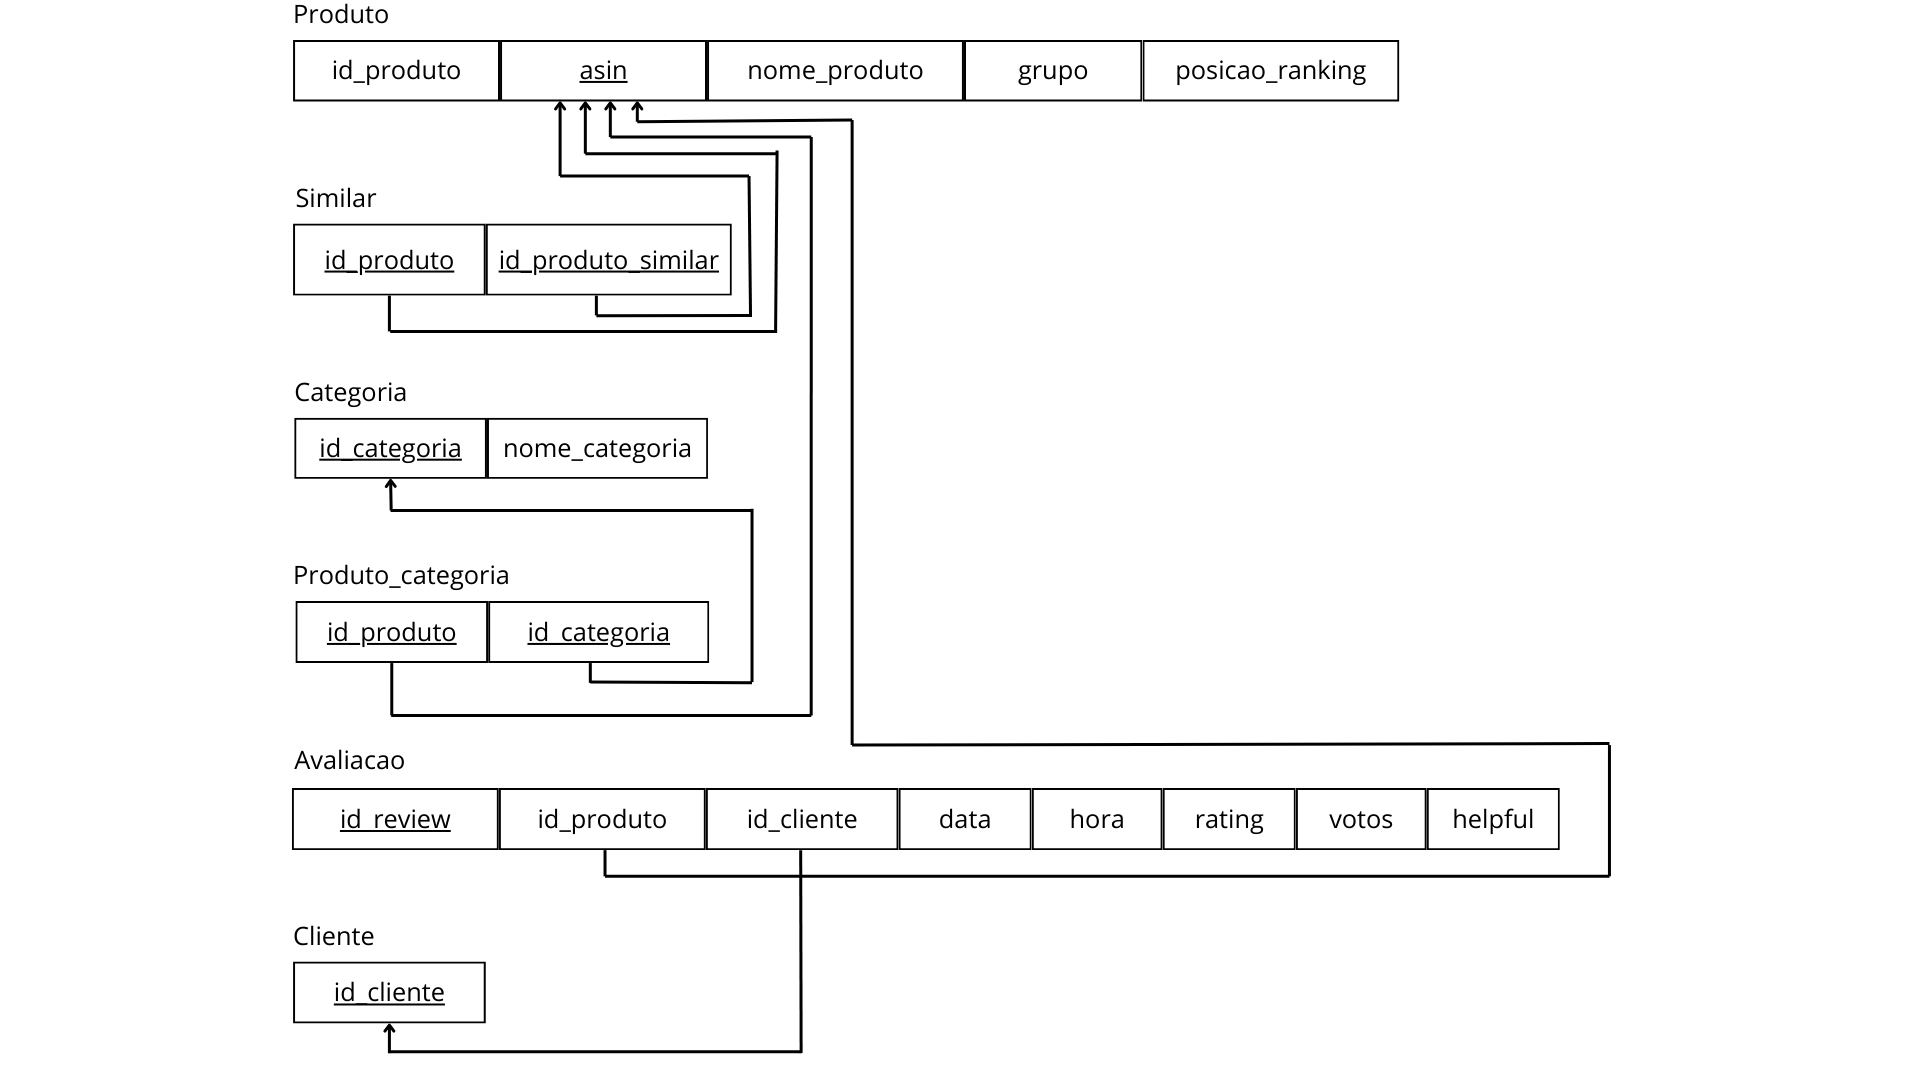 Produto
id_produto asin nome_produto grupo posicao_ranking
Similar
id_produto id_produto_similar
Categoria
id_categoria nome_categoria
Produto_categoria
id_produto id_categoria
Avaliacao
id_review id_produto id_cliente data hora rating votos helpful
Cliente
id_cliente